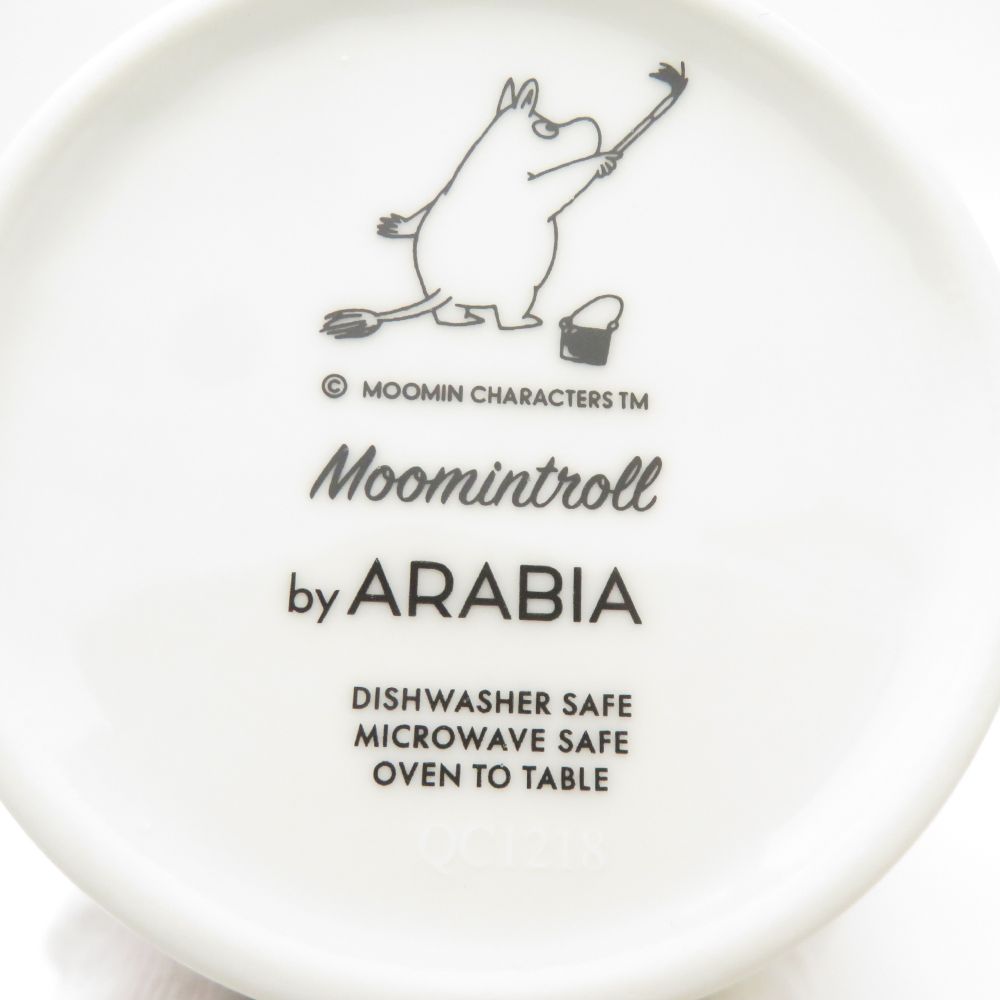 © MOOMIN CHARACTERS TM
Moomintroll
by ARABIA
DISHWASHER SAFE
MICROWAVE SAFE
OVEN TO TABLE
QC1218